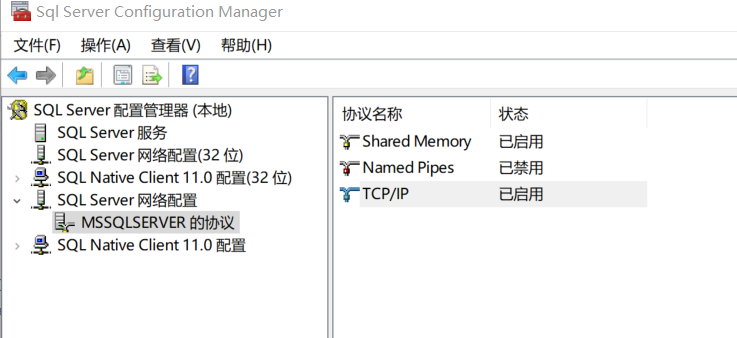 Sql Server Configuration Manager
文件(F) 操作(A) 查看(V) 帮助(H)
SQL Server 配置管理器 (本地)
SQL Server 服务
SQL Server 网络配置(32 位)
SQL Native Client 11.0 配置(32 位)
SQL Server 网络配置
MSSQLSERVER 的协议
SQL Native Client 11.0 配置
协议名称 状态
Shared Memory 已启用
Named Pipes 已禁用
TCP/IP 已启用